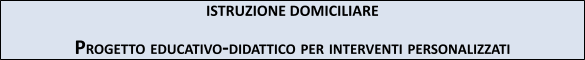 ISTRUZIONE DOMICILIARE
PROGETTO EDUCATIVO-DIDATTICO PER INTERVENTI PERSONALIZZATI